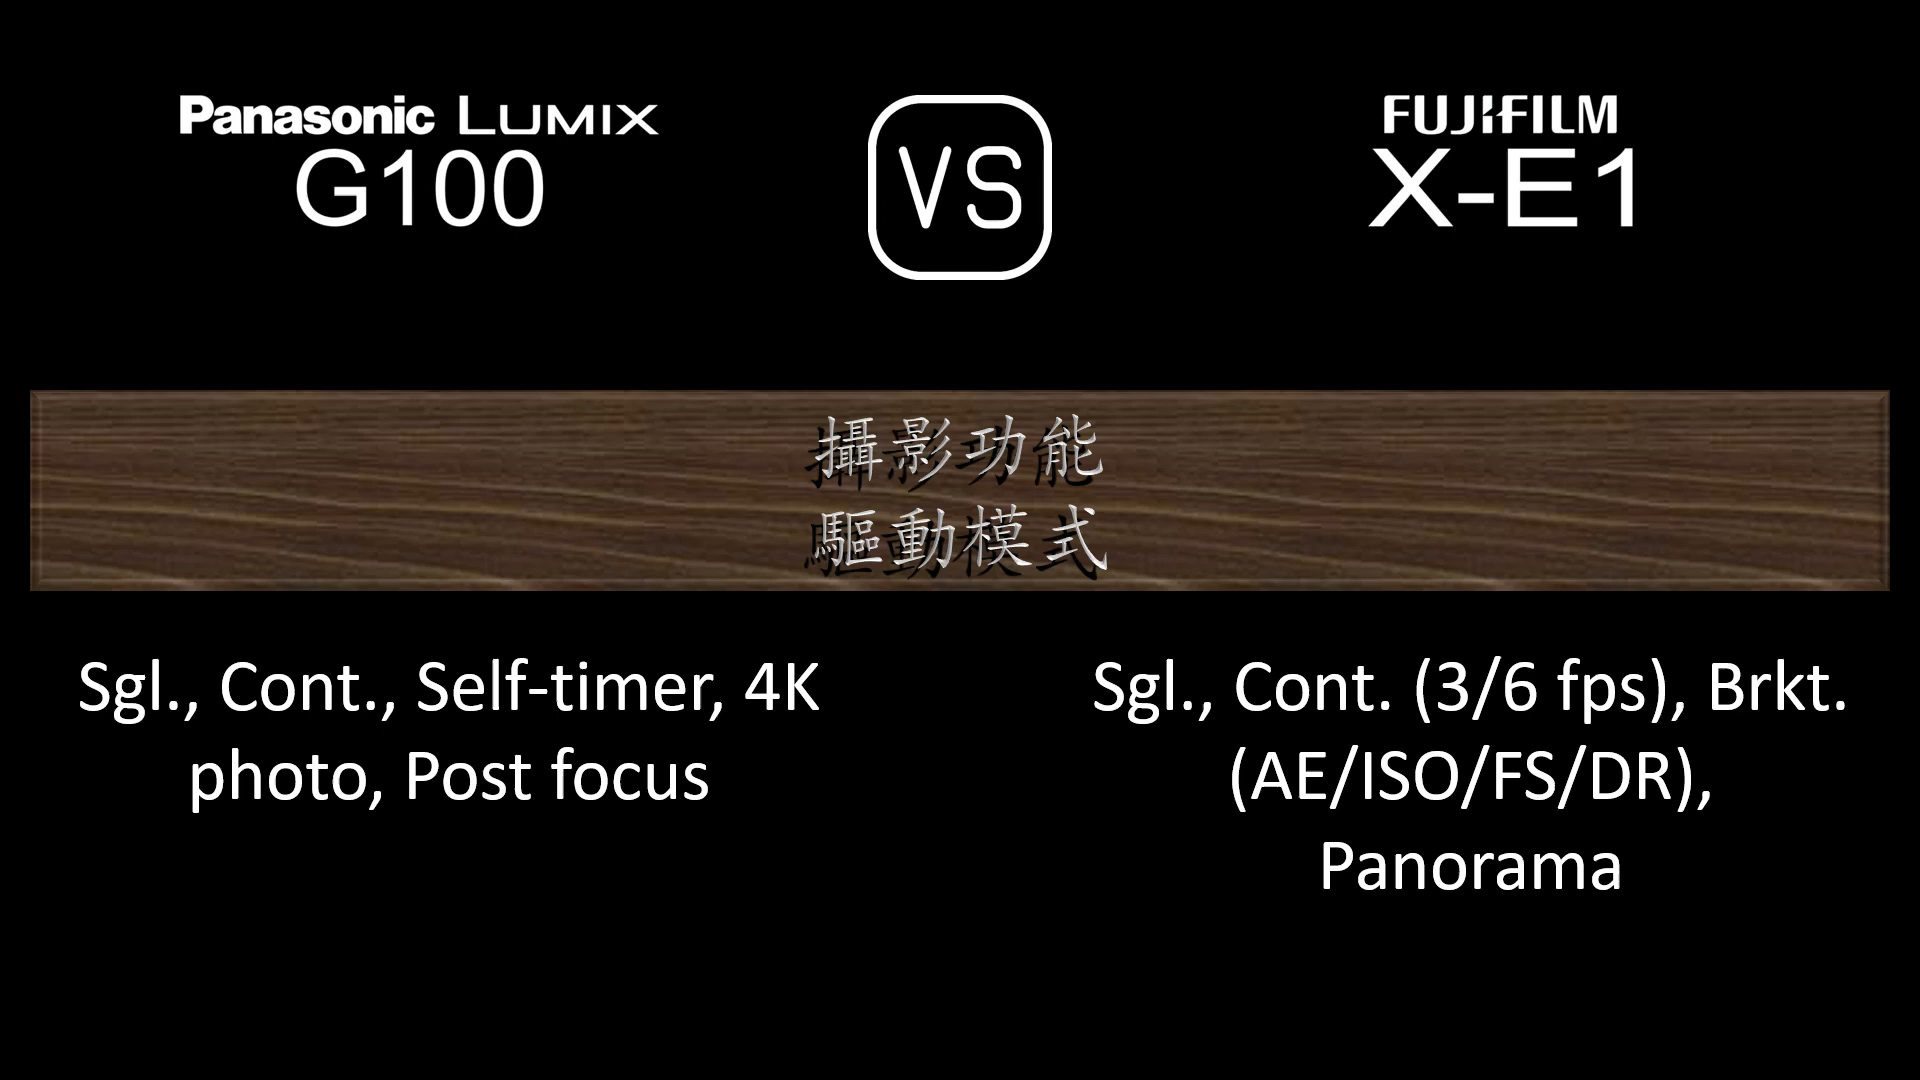 Panasonic LUMIX
G100
VS
FUJIFILM
X-E1
攝影功能
驅動模式
Sgl., Cont., Self-timer, 4K
photo, Post focus
Sgl., Cont. (3/6 fps), Brkt.
(AE/ISO/FS/DR),
Panorama